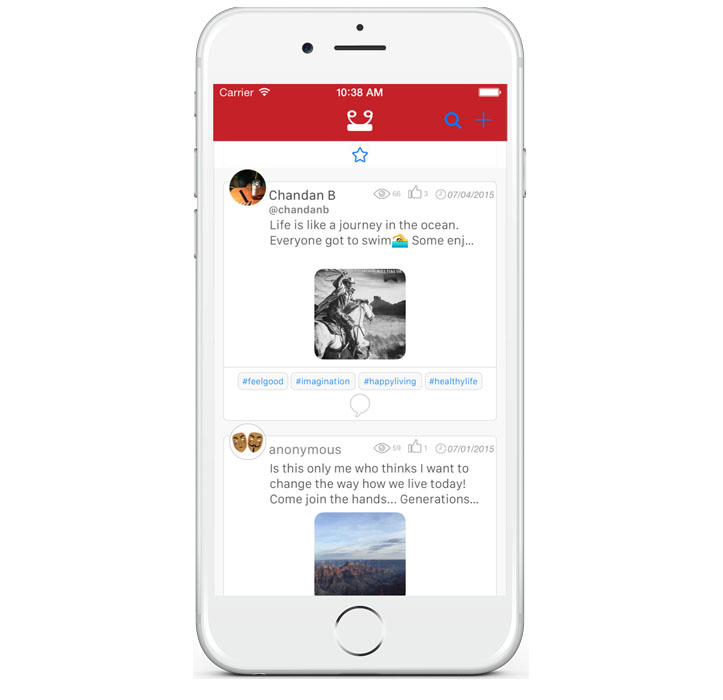 Carrier 10:38 AM
Chandan B 66 3 07/04/2015
@chandanb
Life is like a journey in the ocean.
Everyone got to swim🏊 Some enj...
#feelgood #imagination #happyliving #healthylife
anonymous 59 1 07/01/2015
Is this only me who thinks I want to
change the way how we live today!
Come join the hands... Generations...